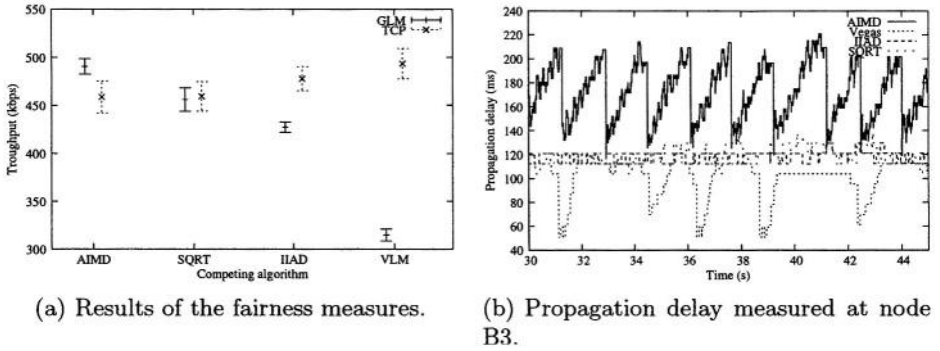 GLM
TCP
550
500
450
400
350
300
Troughput (kbps)
AIMD
SQRT
IIAD
VLM
Competing algorithm
(a) Results of the fairness measures.
AIMD
Vegas
IIAD
SQRT
240
220
200
180
160
140
120
100
80
60
40
Propagation delay (ms)
30
32
34
36
38
40
42
44
Time (s)
(b) Propagation delay measured at node
B3.